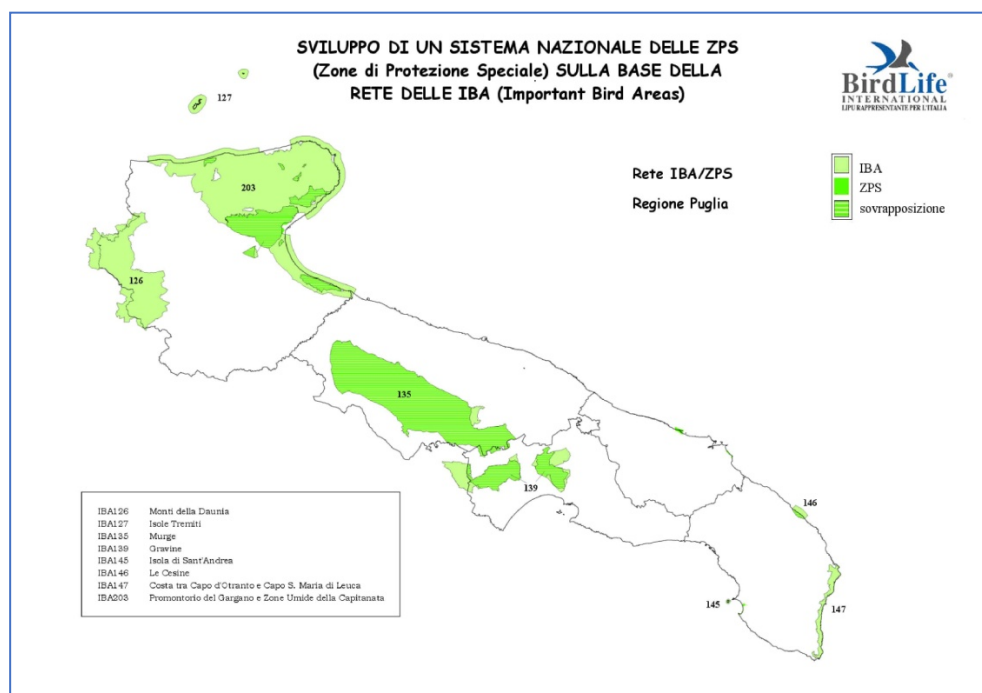 SVILUPPO DI UN SISTEMA NAZIONALE DELLE ZPS
(Zone di Protezione Speciale) SULLA BASE DELLA
RETE DELLE IBA (Important Bird Areas)
BirdLife®
INTERNATIONAL
LIPU RAPPRESENTANTE PER L'ITALIA
Rete IBA/ZPS
Regione Puglia
IBA
ZPS
sovrapposizione
127
203
126
135
139
146
145
147
IBA126 Monti della Daunia
IBA127 Isole Tremiti
IBA135 Murge
IBA139 Gravine
IBA145 Isola di Sant'Andrea
IBA146 Le Cesine
IBA147 Costa tra Capo d'Otranto e Capo S. Maria di Leuca
IBA203 Promontorio del Gargano e Zone Umide della Capitanata